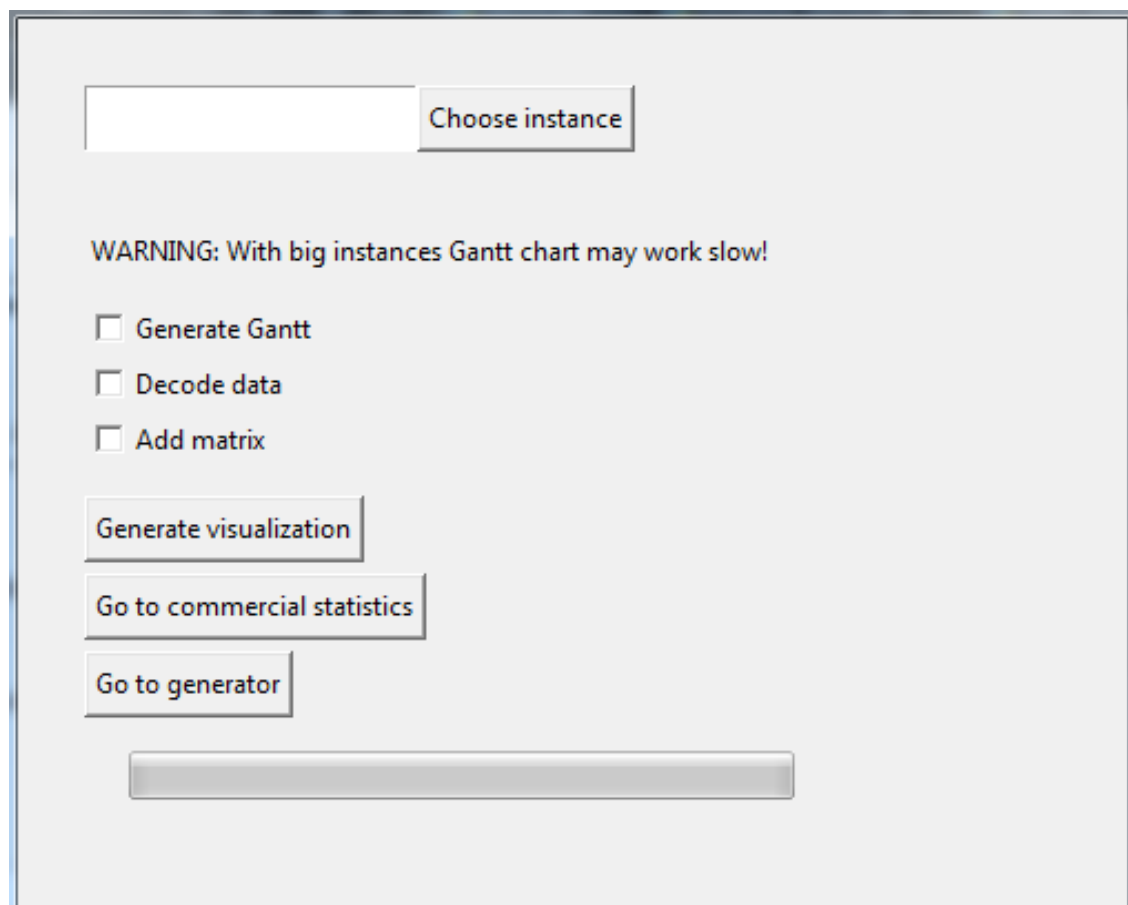 Choose instance
WARNING: With big instances Gantt chart may work slow!
Generate Gantt
Decode data
Add matrix
Generate visualization
Go to commercial statistics
Go to generator